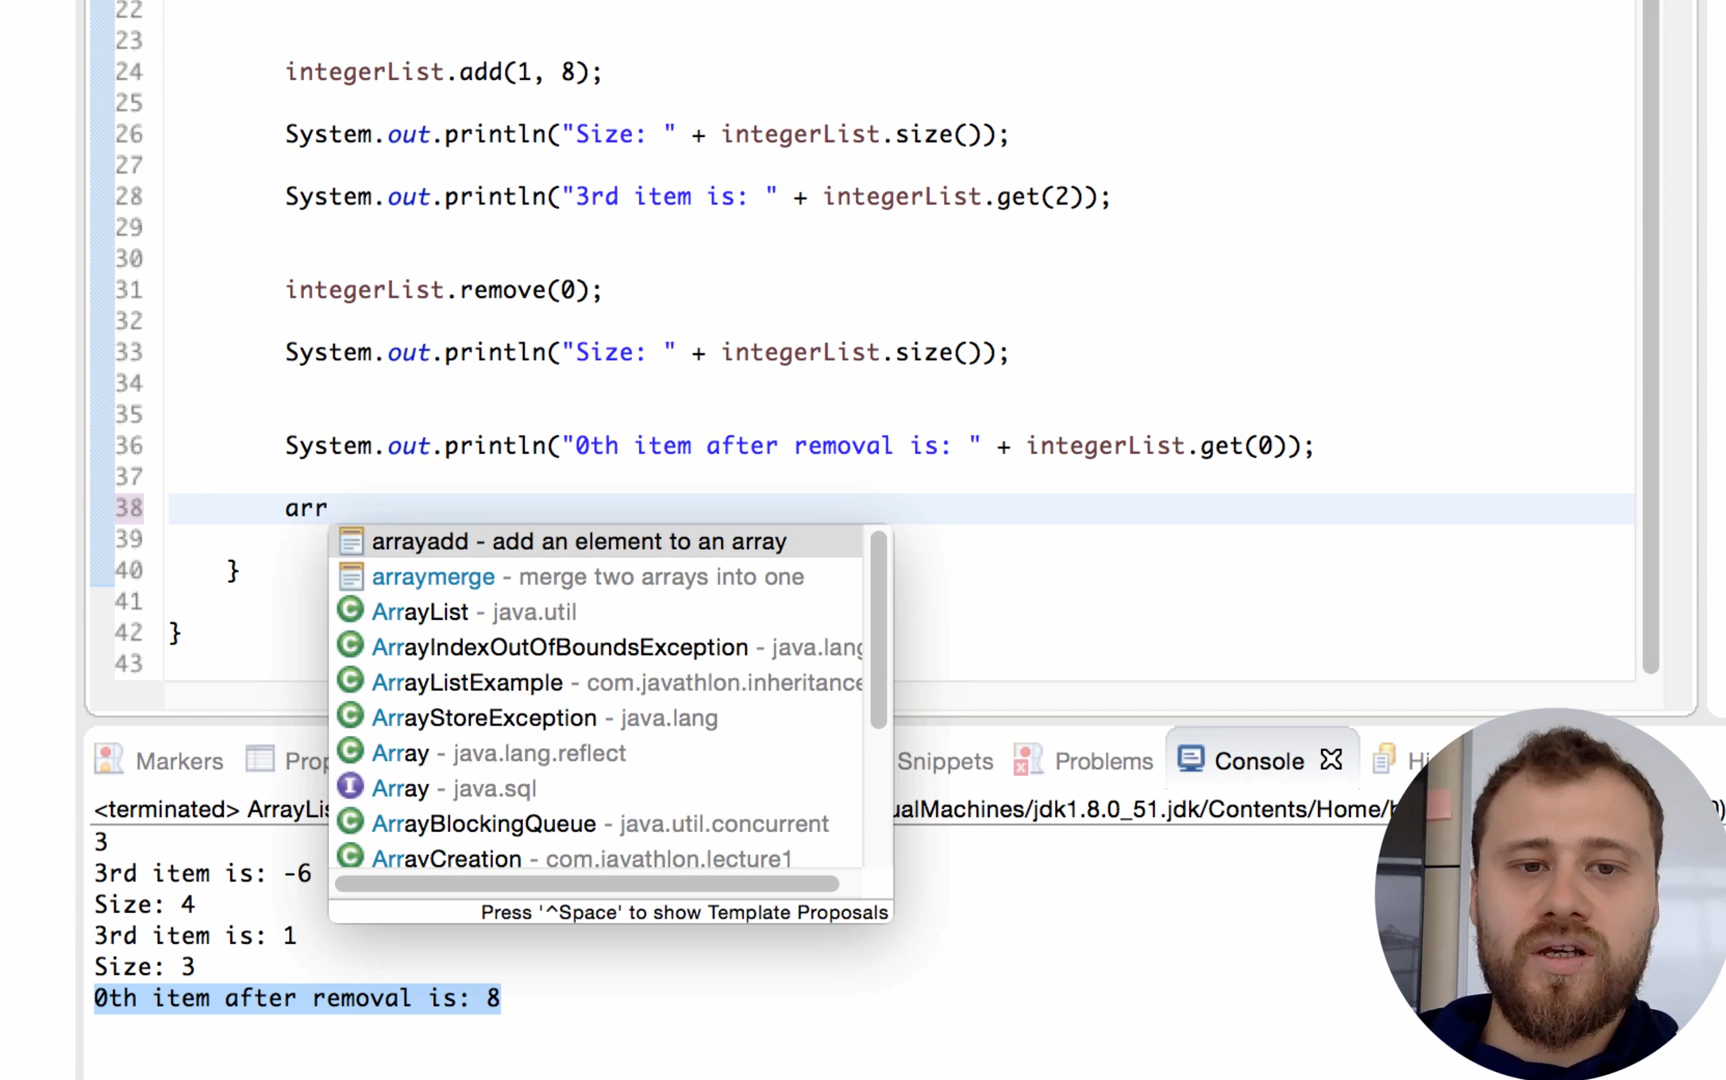 22
23
24 integerList.add(1, 8);
25
26 System.out.println("Size: " + integerList.size());
27
28 System.out.println("3rd item is: " + integerList.get(2));
29
30
31 integerList.remove(0);
32
33 System.out.println("Size: " + integerList.size());
34
35
36 System.out.println("0th item after removal is: " + integerList.get(0));
37
38 arr
39
40 }
41
42 }
43
arrayadd - add an element to an array
arraymerge - merge two arrays into one
ArrayList - java.util
ArrayIndexOutOfBoundsException - java.lang
ArrayListExample - com.javathlon.inheritance
ArrayStoreException - java.lang
Array - java.lang.reflect
Array - java.sql
ArrayBlockingQueue - java.util.concurrent
ArrayCreation - com.javathlon.lecture1
Press '^Space' to show Template Proposals
Markers Prop Snippets Problems Console Hi
<terminated> ArrayLis ualMachines/jdk1.8.0_51.jdk/Contents/Home/b
3
3rd item is: -6
Size: 4
3rd item is: 1
Size: 3
0th item after removal is: 8